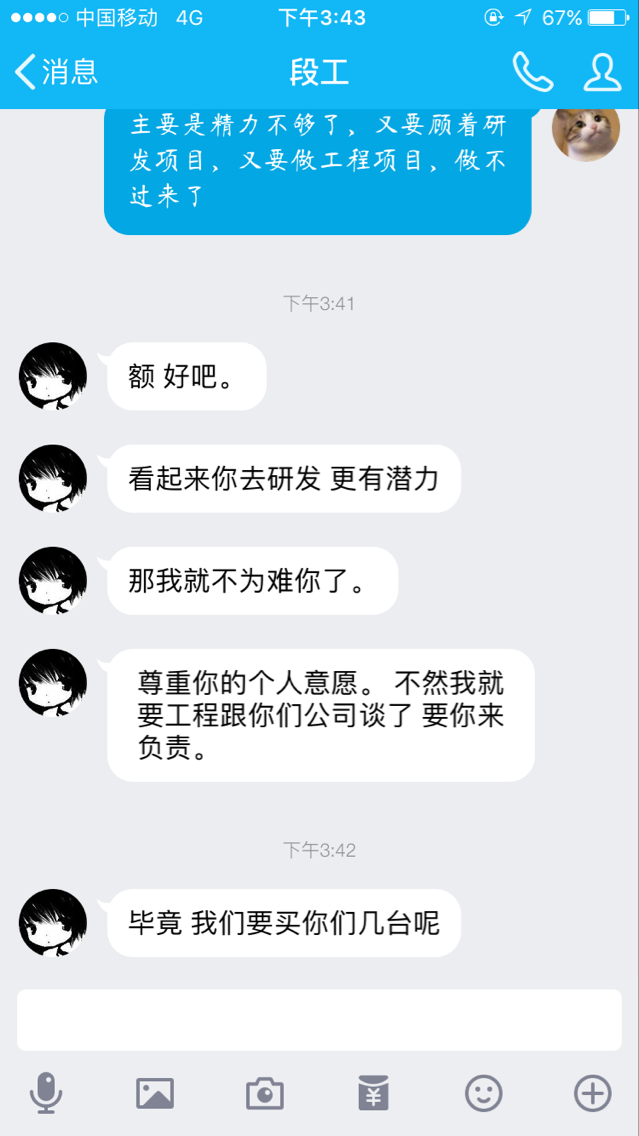 中国移动 4G 下午3:43 67%
消息 段工
主要是精力不够了，又要顾着研
发项目，又要做工程项目，做不
过来了
下午3:41
额 好吧。
看起来你去研发 更有潜力
那我就不为难你了。
尊重你的个人意愿。 不然我就
要工程跟你们公司谈了 要你来
负责。
下午3:42
毕竟 我们要买你们几台呢
¥